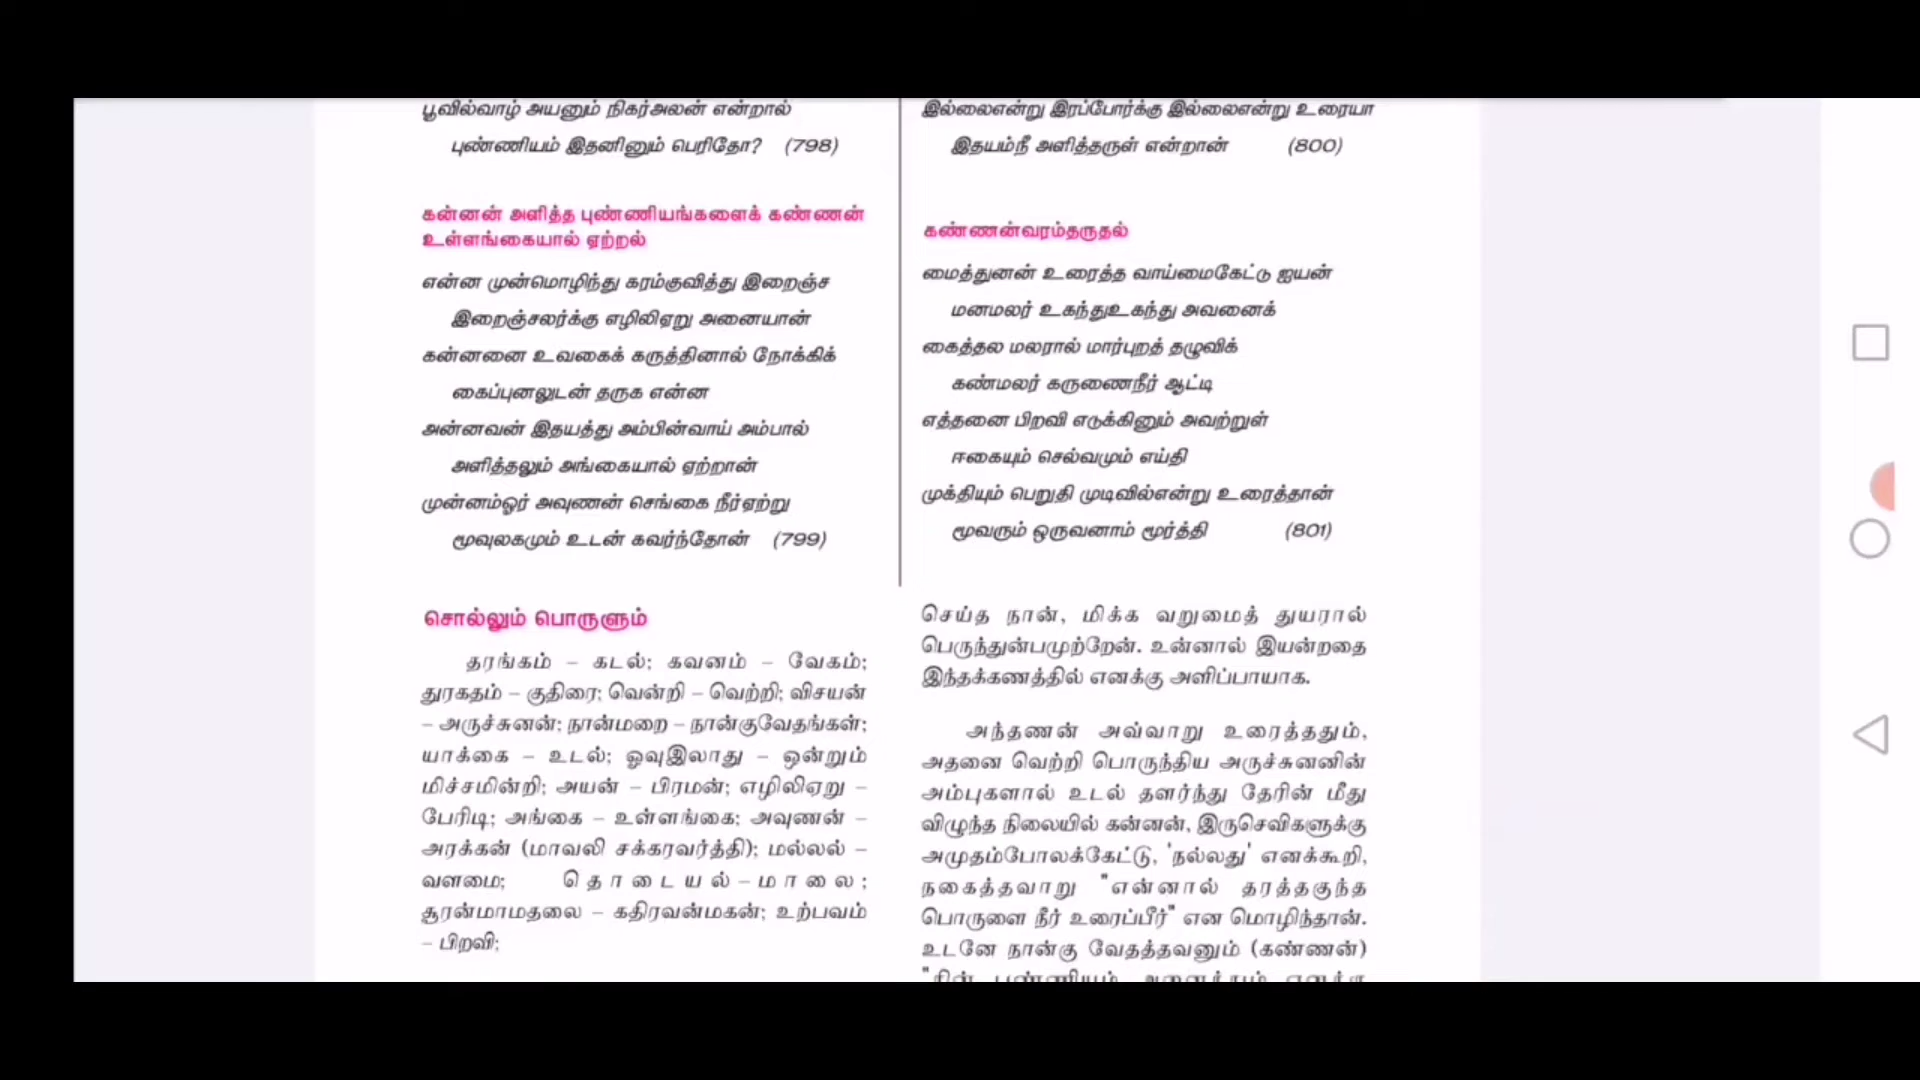 பூவில்வாழ் அயனும் நிகர்அலன் என்றால்
புண்ணியம் இதனினும் பெரிதோ? (798)
கன்னன் அளித்த புண்ணியங்களைக் கண்ணன்
உள்ளங்கையால் ஏற்றல்
என்ன முன்மொழிந்து கரம்குவித்து இறைஞ்ச
இறைஞ்சலர்க்கு எழிலிஏறு அனையான்
கன்னனை உவகைக் கருத்தினால் நோக்கிக்
கைப்புனலுடன் தருக என்ன
அன்னவன் இதயத்து அம்பின்வாய் அம்பால்
அளித்தலும் அங்கையால் ஏற்றான்
முன்னம்ஓர் அவுணன் செங்கை நீர்ஏற்று
மூவுலகமும் உடன் கவர்ந்தோன் (799)
சொல்லும் பொருளும்
தரங்கம் – கடல்; கவனம் – வேகம்;
துரகதம் – குதிரை; வென்றி – வெற்றி; விசயன்
– அருச்சுனன்; நான்மறை – நான்குவேதங்கள்;
யாக்கை – உடல்; ஓவுஇலாது – ஒன்றும்
மிச்சமின்றி; அயன் – பிரமன்; எழிலிஏறு –
பேரிடி; அங்கை – உள்ளங்கை; அவுணன் –
அரக்கன் (மாவலி சக்கரவர்த்தி); மல்லல் –
வளமை; தொடையல் – மாலை;
சூரன்மாமதலை – கதிரவன்மகன்; உற்பவம்
– பிறவி;
இல்லைஎன்று இரப்போர்க்கு இல்லைஎன்று உரையா
இதயம்நீ அளித்தருள் என்றான் (800)
கண்ணன்வரம்தருதல்
மைத்துனன் உரைத்த வாய்மைகேட்டு ஐயன்
மனமலர் உகந்துஉகந்து அவனைக்
கைத்தல மலரால் மார்புறத் தழுவிக்
கண்மலர் கருணைநீர் ஆட்டி
எத்தனை பிறவி எடுக்கினும் அவற்றுள்
ஈகையும் செல்வமும் எய்தி
முக்தியும் பெறுதி முடிவில்என்று உரைத்தான்
மூவரும் ஒருவனாம் மூர்த்தி (801)
செய்த நான், மிக்க வறுமைத் துயரால்
பெருந்துன்பமுற்றேன். உன்னால் இயன்றதை
இந்தக்கணத்தில் எனக்கு அளிப்பாயாக.
அந்தணன் அவ்வாறு உரைத்ததும்,
அதனை வெற்றி பொருந்திய அருச்சுனனின்
அம்புகளால் உடல் தளர்ந்து தேரின் மீது
விழுந்த நிலையில் கன்னன், இருசெவிகளுக்கு
அமுதம்போலக்கேட்டு, 'நல்லது' எனக்கூறி,
நகைத்தவாறு "என்னால் தரத்தகுந்த
பொருளை நீர் உரைப்பீர்" என மொழிந்தான்.
உடனே நான்கு வேதத்தவனும் (கண்ணன்)
"நின் புண்ணியம் அனைத்தும் எனக்கு